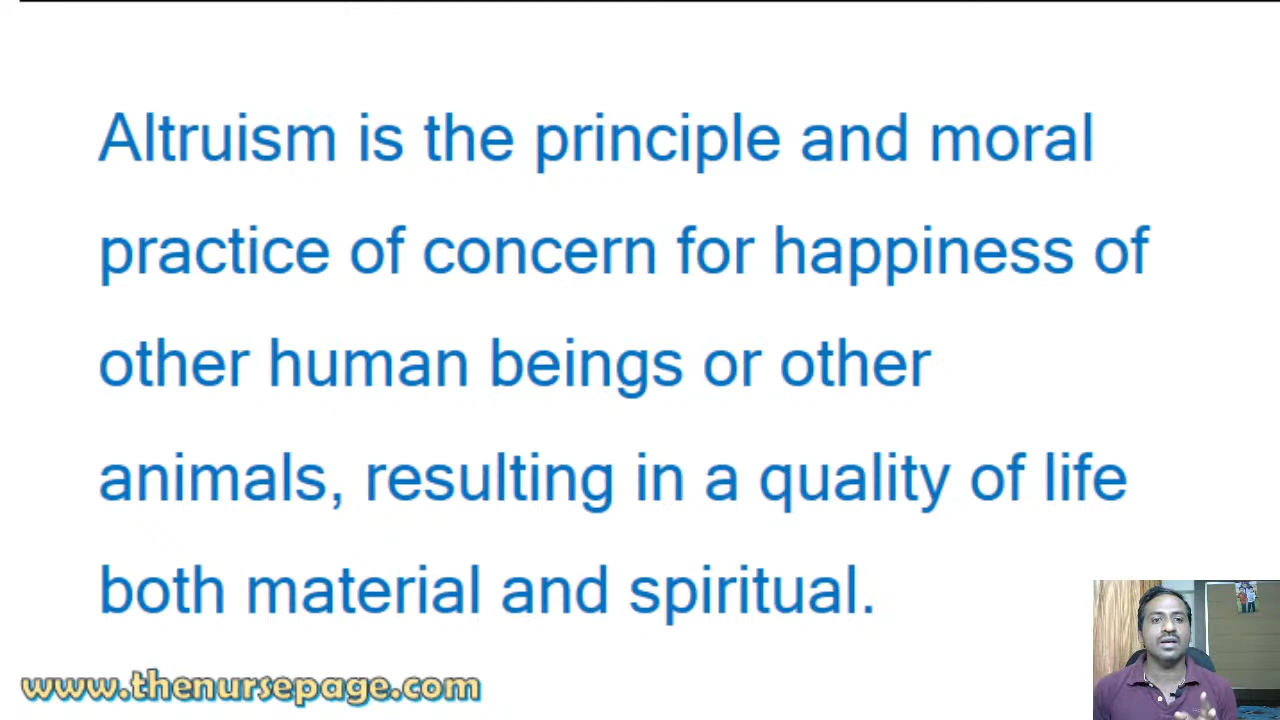 Altruism is the principle and moral
practice of concern for happiness of
other human beings or other
animals, resulting in a quality of life
both material and spiritual.
www.thenursepage.com